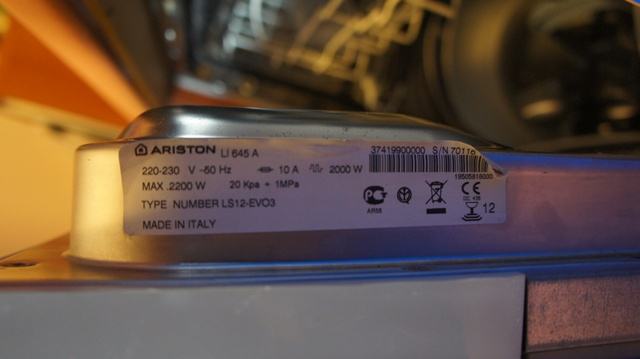 ARISTON LI 645 A
37419900000 S/N 70116
220-230 V ~50 Hz 10 A 2000 W
19505818000
MAX .2200 W 20 Kpa ÷ 1MPa
TYPE NUMBER LS12-EVO3
MADE IN ITALY
12